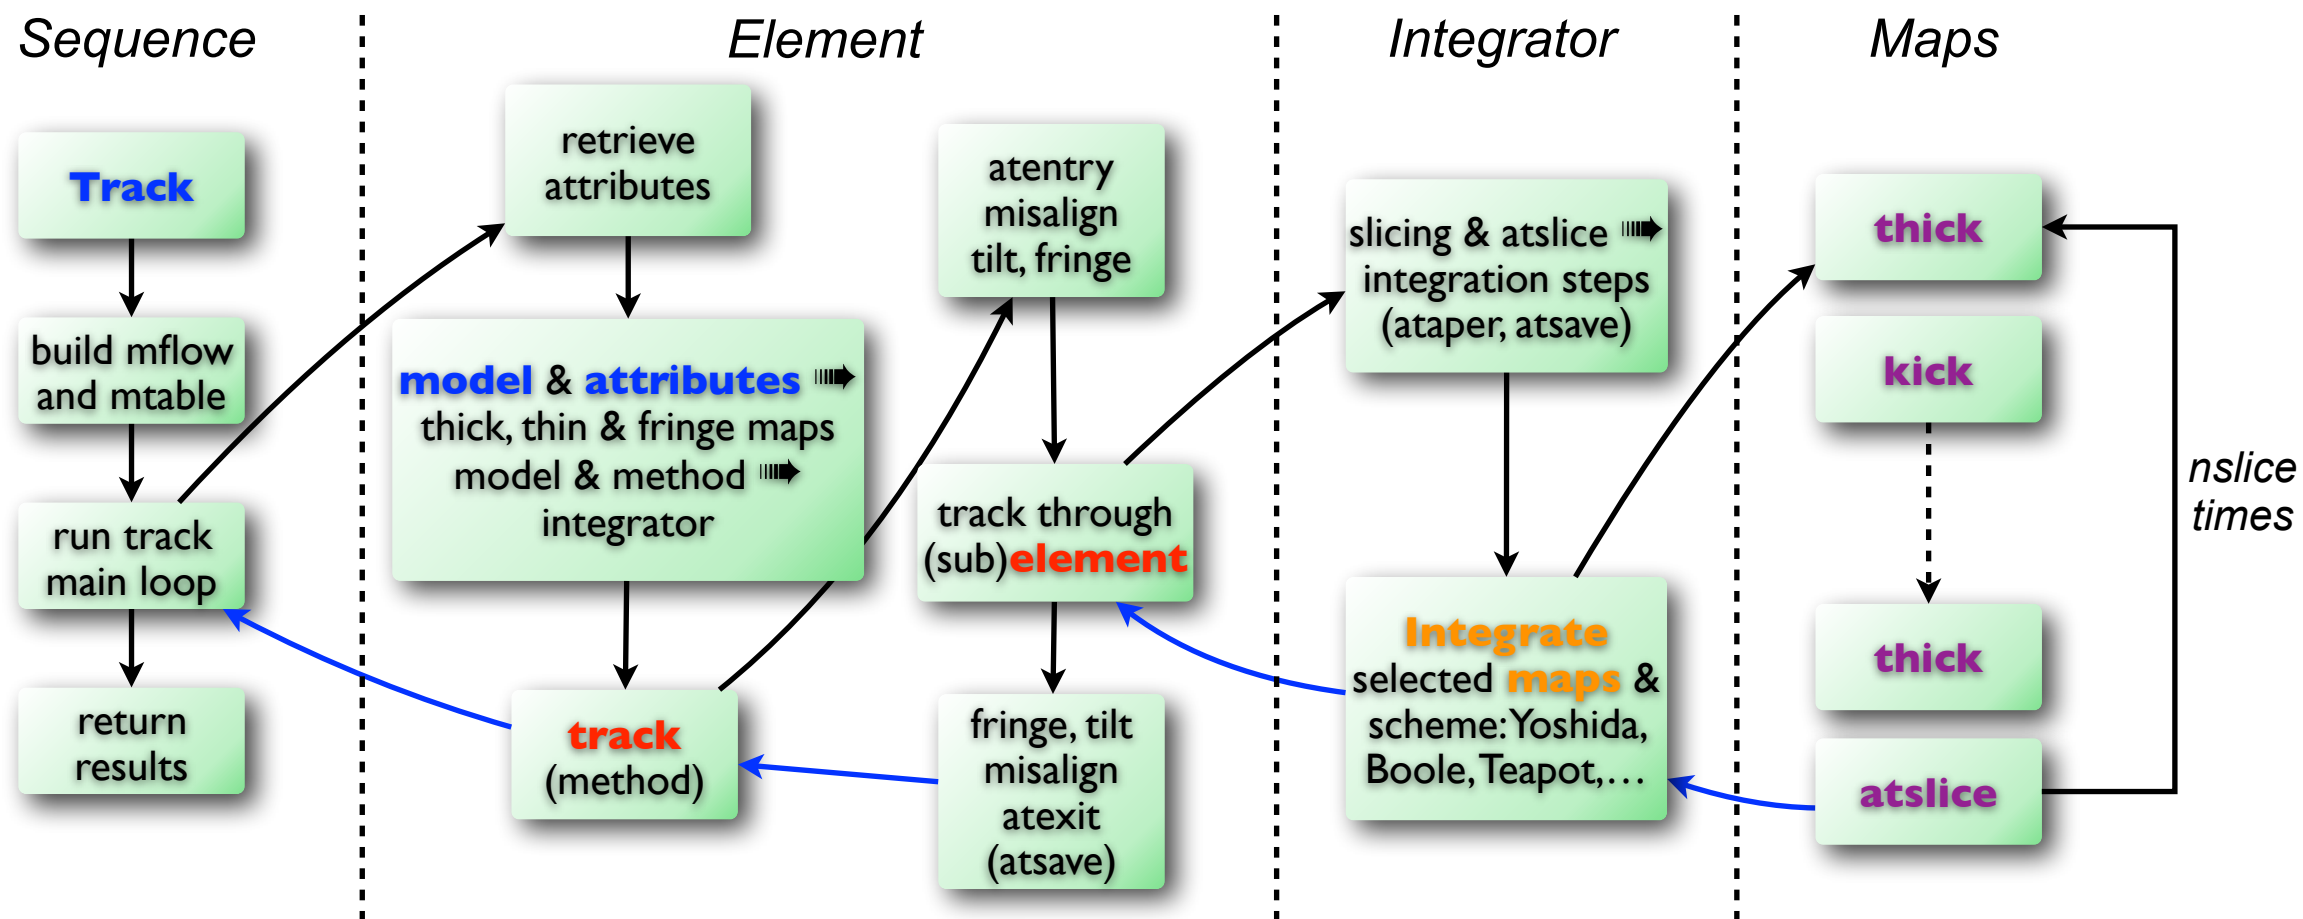 Sequence
Track
build mflow
and mtable
run track
main loop
return
results
Element
retrieve
attributes
model & attributes
thick, thin & fringe maps
model & method
integrator
track
(method)
atentry
misalign
tilt, fringe
track through
(sub)element
fringe, tilt
misalign
atexit
(atsave)
Integrator
slicing & atslice
integration steps
(ataper, atsave)
Integrate
selected maps &
scheme: Yoshida,
Boole, Teapot,...
Maps
thick
kick
thick
atslice
nslice
times